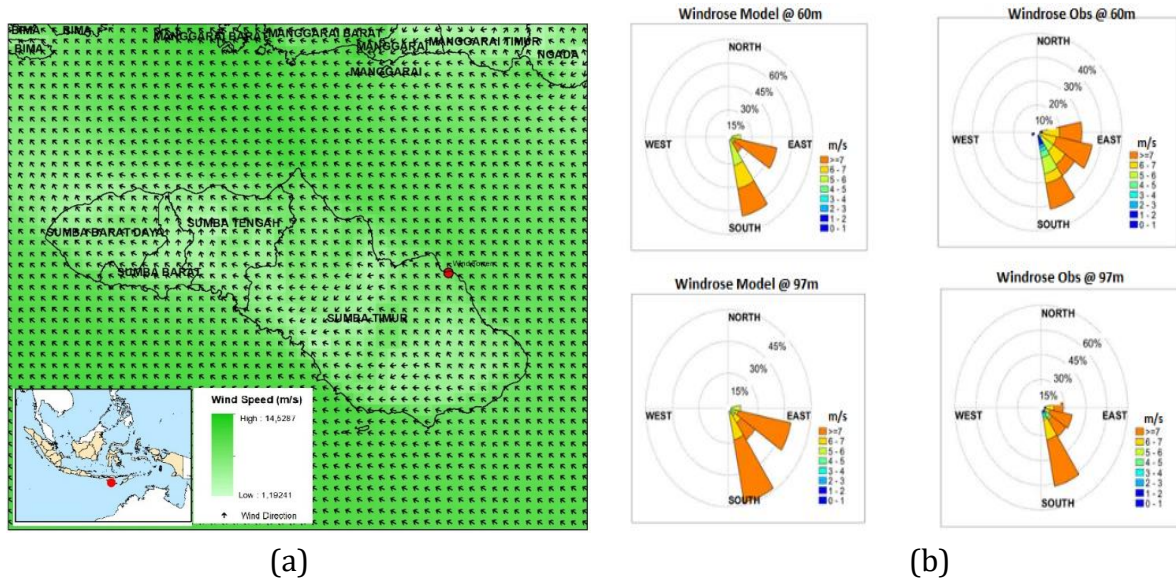 BIMA
BIMA
BIMA
MANGGARAI BARAT
MANGGARAI BARAT
MANGGARAI
MANGGARAI TIMUR
NGADA
MANGGARAI
SUMBA TENGAH
SUMBA BARAT DAYA
SUMBA BARAT
SUMBA TIMUR
Wind Speed (m/s)
High : 14,5287
Low : 1,19241
Wind Direction
(a)
Windrose Model @ 60m
NORTH
60%
45%
30%
15%
WEST
EAST
SOUTH
m/s
>=7
6 - 7
5 - 6
4 - 5
3 - 4
2 - 3
1 - 2
0 - 1
Windrose Obs @ 60m
NORTH
40%
30%
20%
10%
WEST
EAST
SOUTH
m/s
>=7
6 - 7
5 - 6
4 - 5
3 - 4
2 - 3
1 - 2
0 - 1
Windrose Model @ 97m
NORTH
45%
30%
15%
WEST
EAST
SOUTH
m/s
>=7
6 - 7
5 - 6
4 - 5
3 - 4
2 - 3
1 - 2
0 - 1
Windrose Obs @ 97m
NORTH
60%
45%
30%
15%
WEST
EAST
SOUTH
m/s
>=7
6 - 7
5 - 6
4 - 5
3 - 4
2 - 3
1 - 2
0 - 1
(b)